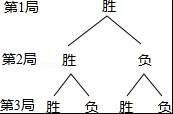 第1局 胜
第2局 胜 负
第3局 胜 负 胜 负